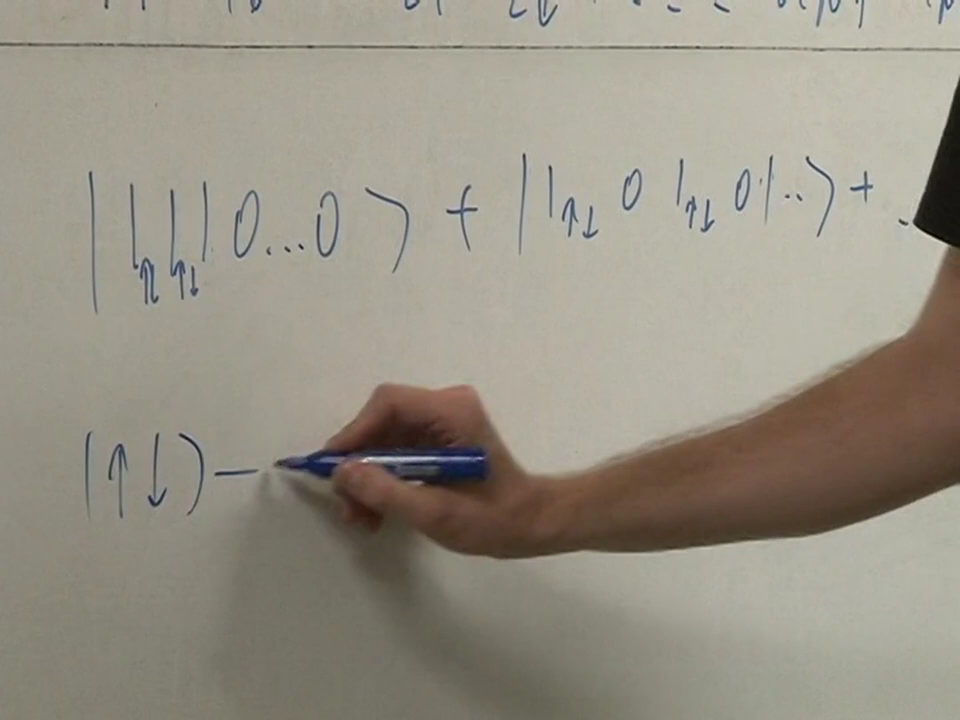 |1↑↓ 1↑↓ | 0...0 ⟩ + | 1↑↓ 0 1↑↓ 0 | .. ⟩ + .
|↑↓) –